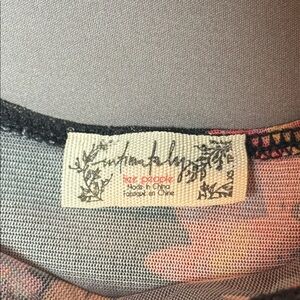 intimately
free people
Made in China
Fabriqué en Chine